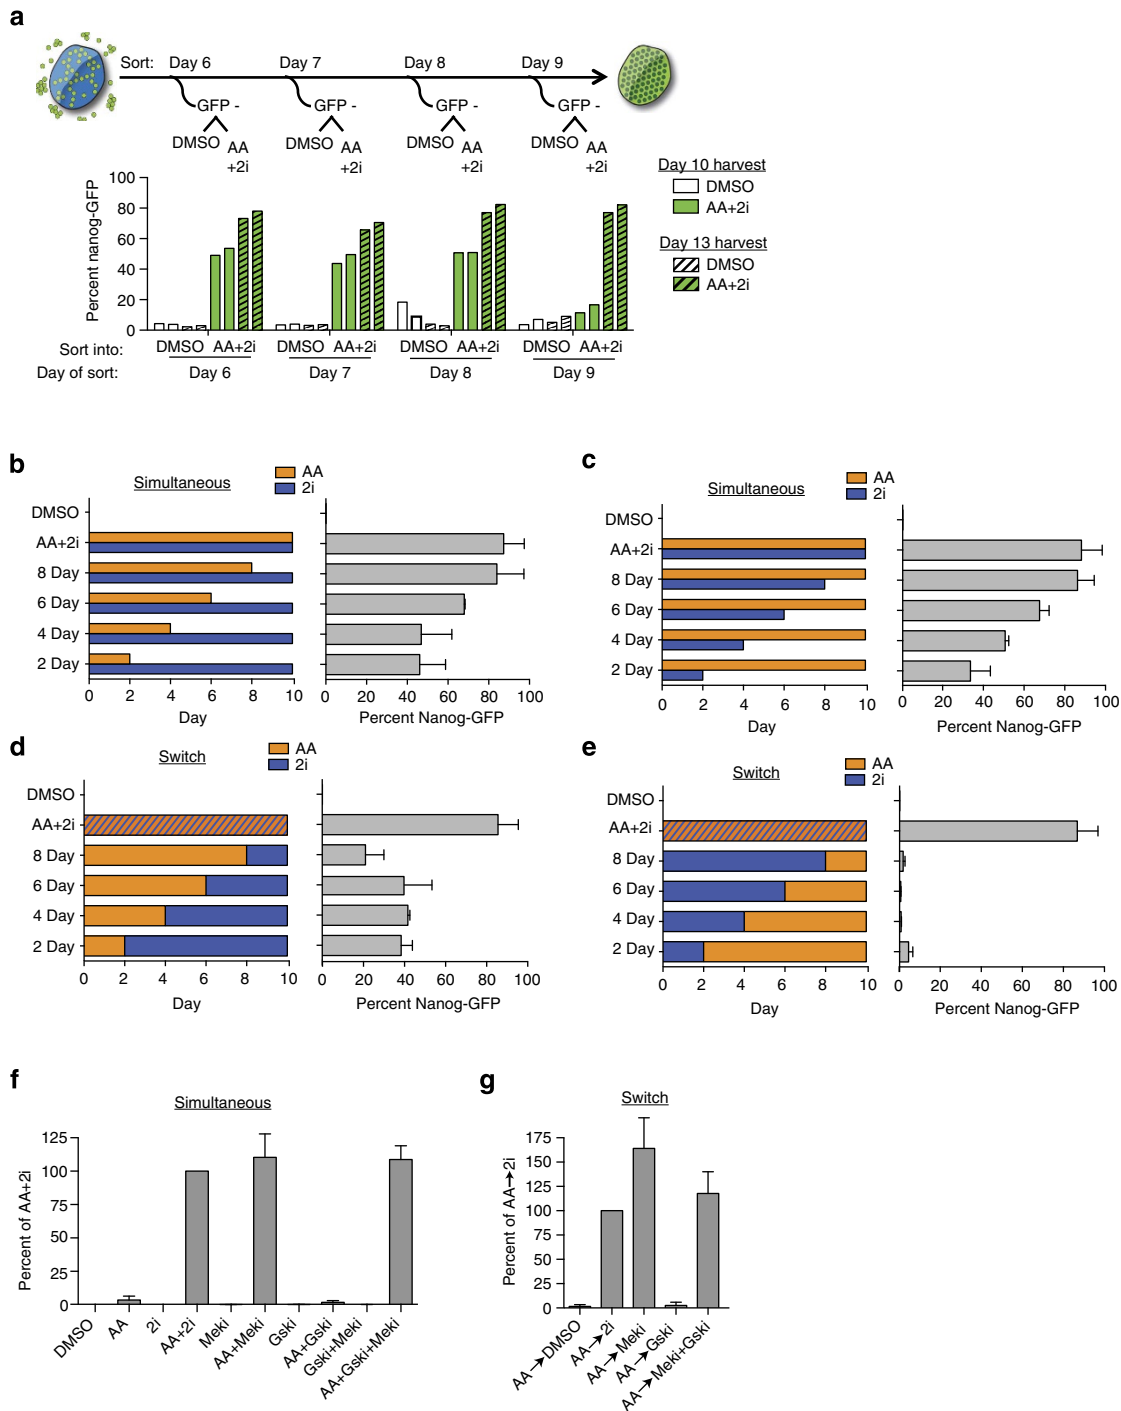 a
Sort: Day 6 Day 7 Day 8 Day 9
GFP - GFP - GFP - GFP -
DMSO AA +2i DMSO AA +2i DMSO AA +2i DMSO AA +2i
Percent nanog-GFP
100
80
60
40
20
0
Day 10 harvest
DMSO
AA+2i
Day 13 harvest
DMSO
AA+2i
Sort into: DMSO AA+2i DMSO AA+2i DMSO AA+2i DMSO AA+2i
Day of sort: Day 6 Day 7 Day 8 Day 9
b
Simultaneous
AA
2i
DMSO
AA+2i
8 Day
6 Day
4 Day
2 Day
0 2 4 6 8 10
Day
0 20 40 60 80 100
Percent Nanog-GFP
c
Simultaneous
AA
2i
DMSO
AA+2i
8 Day
6 Day
4 Day
2 Day
0 2 4 6 8 10
Day
0 20 40 60 80 100
Percent Nanog-GFP
d
Switch
AA
2i
DMSO
AA+2i
8 Day
6 Day
4 Day
2 Day
0 2 4 6 8 10
Day
0 20 40 60 80 100
Percent Nanog-GFP
e
Switch
AA
2i
DMSO
AA+2i
8 Day
6 Day
4 Day
2 Day
0 2 4 6 8 10
Day
0 20 40 60 80 100
Percent Nanog-GFP
f
Simultaneous
Percent of AA+2i
125
100
75
50
25
0
DMSO
AA
2i
AA+2i
Meki
AA+Meki
Gski
AA+Gski
Gski+Meki
AA+Gski+Meki
g
Switch
Percent of AA→2i
175
150
125
100
75
50
25
0
AA→DMSO
AA→2i
AA→Meki
AA→Gski
AA→Meki+Gski